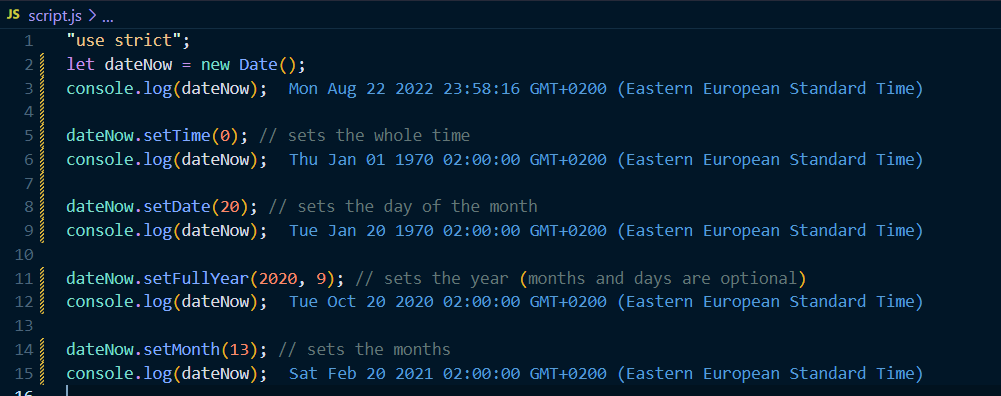 JS script.js > ...
1 "use strict";
2 let dateNow = new Date();
3 console.log(dateNow);  Mon Aug 22 2022 23:58:16 GMT+0200 (Eastern European Standard Time)
4
5 dateNow.setTime(0); // sets the whole time
6 console.log(dateNow);  Thu Jan 01 1970 02:00:00 GMT+0200 (Eastern European Standard Time)
7
8 dateNow.setDate(20); // sets the day of the month
9 console.log(dateNow);  Tue Jan 20 1970 02:00:00 GMT+0200 (Eastern European Standard Time)
10
11 dateNow.setFullYear(2020, 9); // sets the year (months and days are optional)
12 console.log(dateNow);  Tue Oct 20 2020 02:00:00 GMT+0200 (Eastern European Standard Time)
13
14 dateNow.setMonth(13); // sets the months
15 console.log(dateNow);  Sat Feb 20 2021 02:00:00 GMT+0200 (Eastern European Standard Time)
16